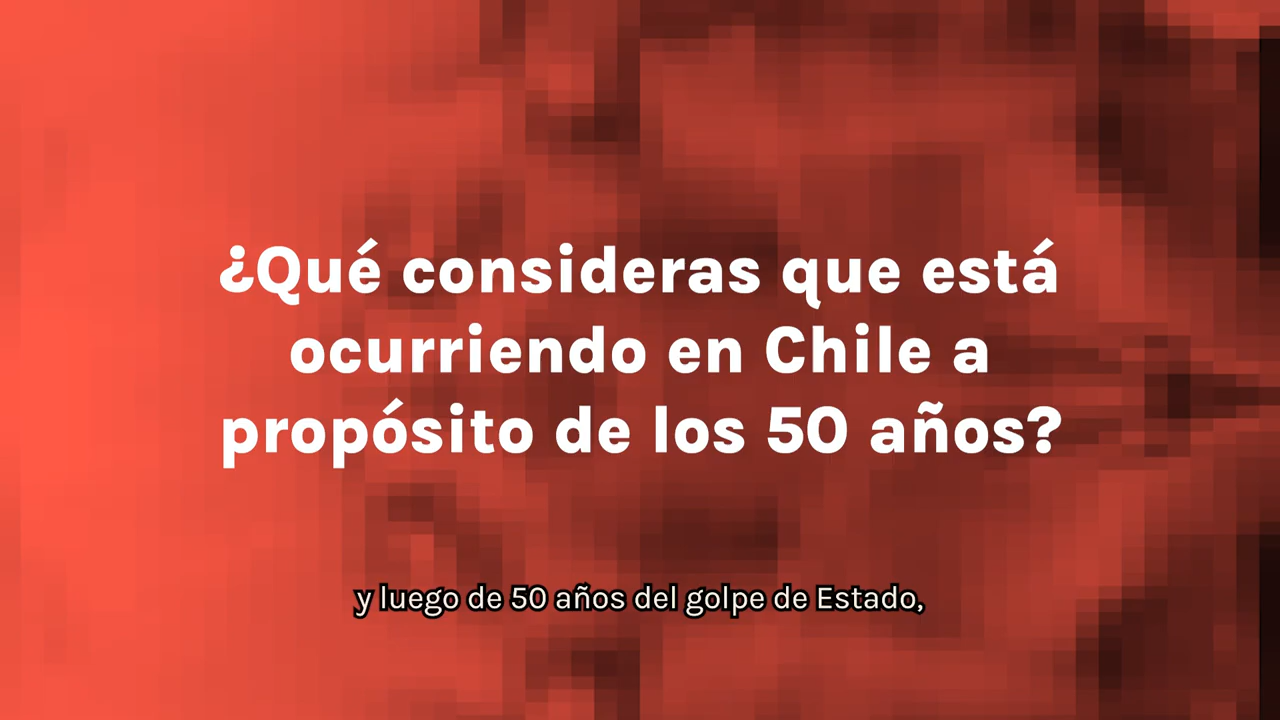 ¿Qué consideras que está
ocurriendo en Chile a
propósito de los 50 años?
y luego de 50 años del golpe de Estado,